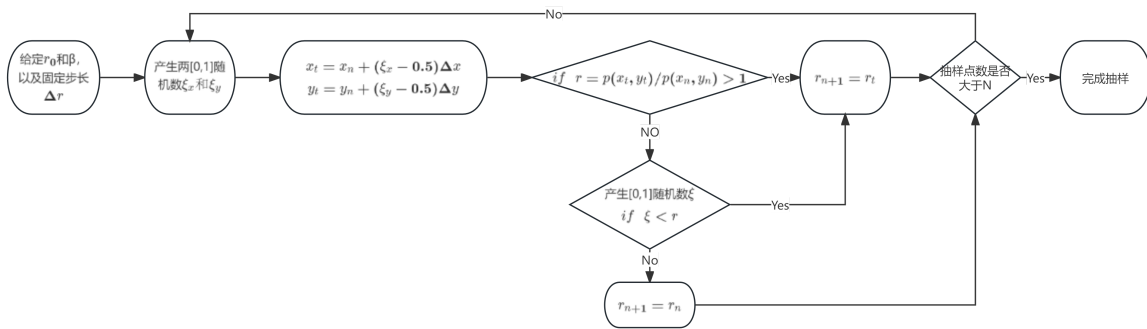 No
给定r₀和β,
以及固定步长
Δr
产生两[0,1]随
机数ξₓ和ξᵧ
xₜ = xₙ + (ξₓ − 0.5)Δx
yₜ = yₙ + (ξᵧ − 0.5)Δy
if r = p(xₜ, yₜ)/p(xₙ, yₙ) > 1
Yes
rₙ₊₁ = rₜ
抽样点数是否
大于N
Yes
完成抽样
NO
产生[0,1]随机数ξ
if ξ < r
Yes
No
rₙ₊₁ = rₙ